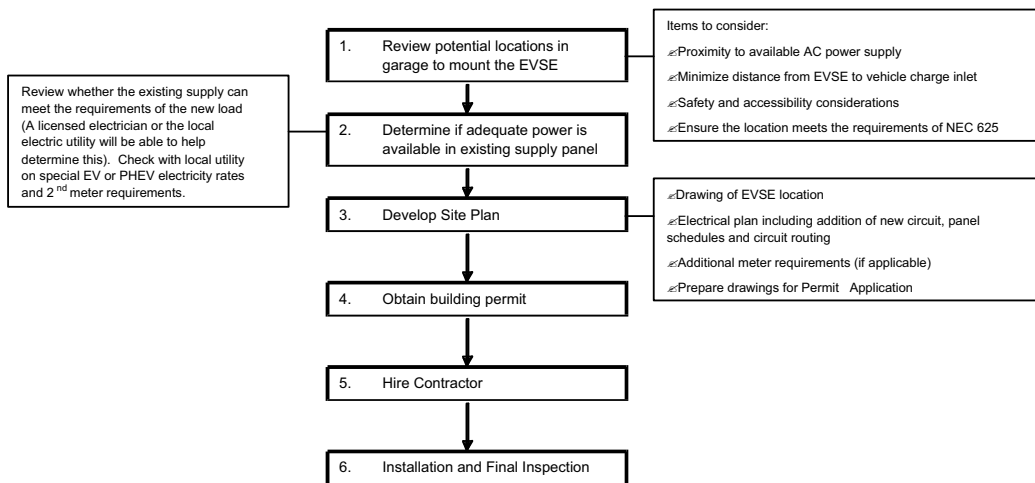 1. Review potential locations in
garage to mount the EVSE
Items to consider:
Proximity to available AC power supply
Minimize distance from EVSE to vehicle charge inlet
Safety and accessibility considerations
Ensure the location meets the requirements of NEC 625
Review whether the existing supply can
meet the requirements of the new load
(A licensed electrician or the local
electric utility will be able to help
determine this). Check with local utility
on special EV or PHEV electricity rates
and 2nd meter requirements.
2. Determine if adequate power is
available in existing supply panel
3. Develop Site Plan
Drawing of EVSE location
Electrical plan including addition of new circuit, panel
schedules and circuit routing
Additional meter requirements (if applicable)
Prepare drawings for Permit Application
4. Obtain building permit
5. Hire Contractor
6. Installation and Final Inspection